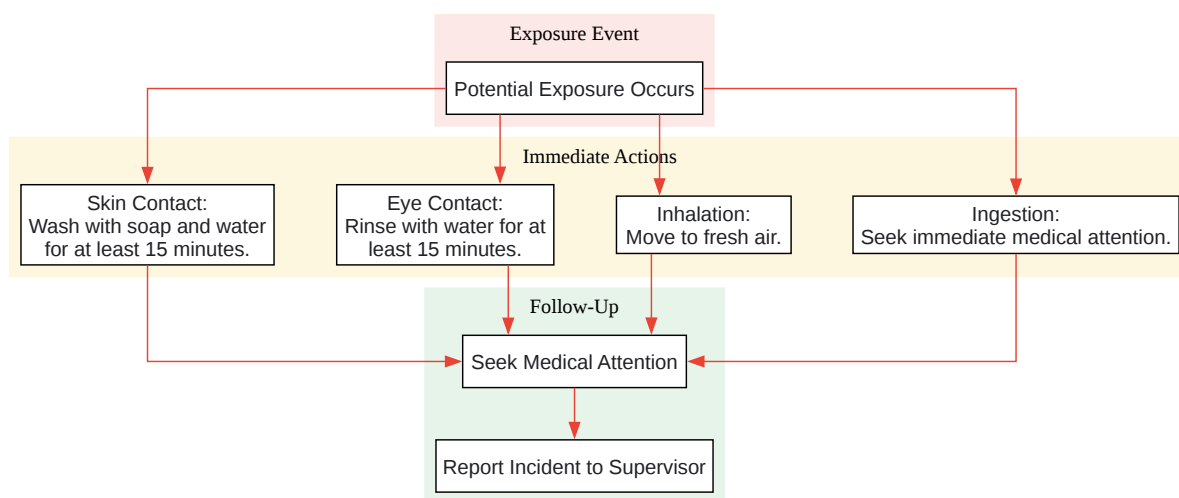 Exposure Event
Potential Exposure Occurs
Immediate Actions
Skin Contact:
Wash with soap and water
for at least 15 minutes.
Eye Contact:
Rinse with water for at
least 15 minutes.
Inhalation:
Move to fresh air.
Ingestion:
Seek immediate medical attention.
Follow-Up
Seek Medical Attention
Report Incident to Supervisor